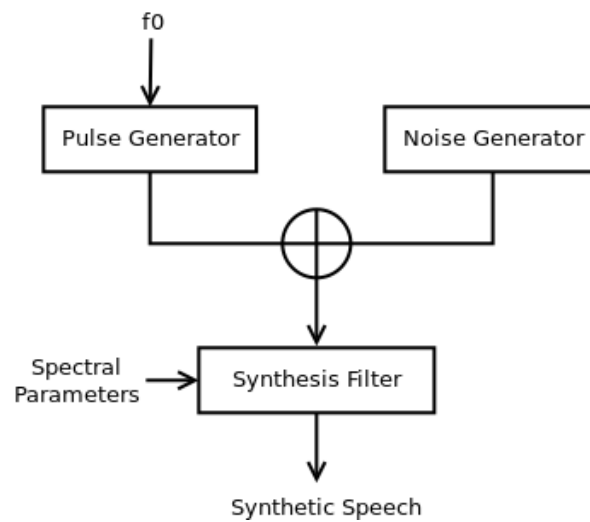 f0
Pulse Generator
Noise Generator
Spectral
Parameters
Synthesis Filter
Synthetic Speech